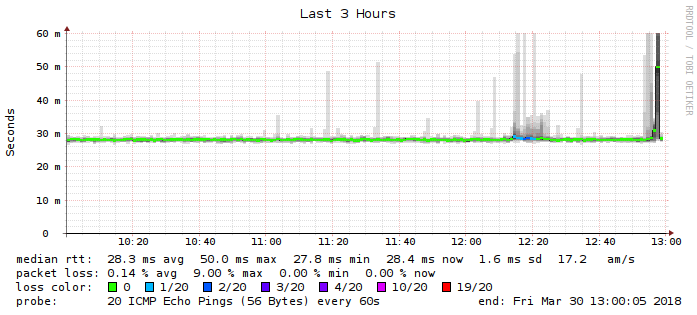 Last 3 Hours
RRDTOOL / TOBI OETIKER
Seconds
60 m
50 m
40 m
30 m
20 m
10 m
0
10:20 10:40 11:00 11:20 11:40 12:00 12:20 12:40 13:00
median rtt: 28.3 ms avg 50.0 ms max 27.8 ms min 28.4 ms now 1.6 ms sd 17.2 am/s
packet loss: 0.14 % avg 9.00 % max 0.00 % min 0.00 % now
loss color: 0 1/20 2/20 3/20 4/20 10/20 19/20
probe: 20 ICMP Echo Pings (56 Bytes) every 60s end: Fri Mar 30 13:00:05 2018